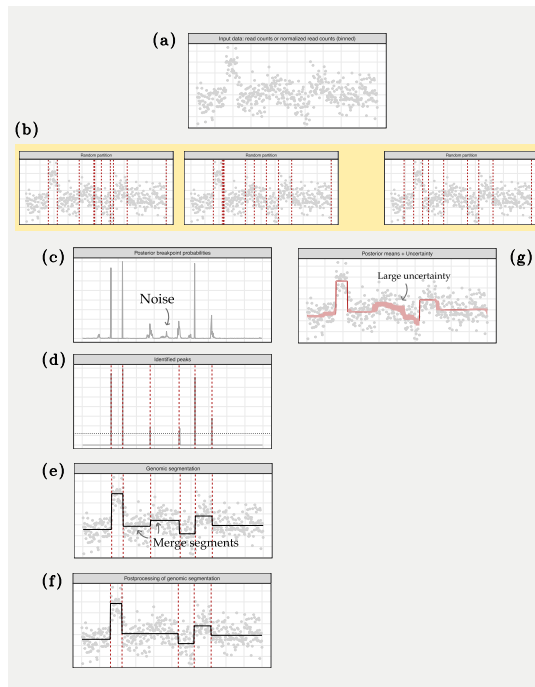 (a)
Input data: read counts or normalized read counts (binned)
(b)
Random partition
Random partition
Random partition
(c)
Posterior breakpoint probabilities
Noise
(g)
Posterior means + Uncertainty
Large uncertainty
(d)
Identified peaks
(e)
Genomic segmentation
Merge segments
(f)
Postprocessing of genomic segmentation